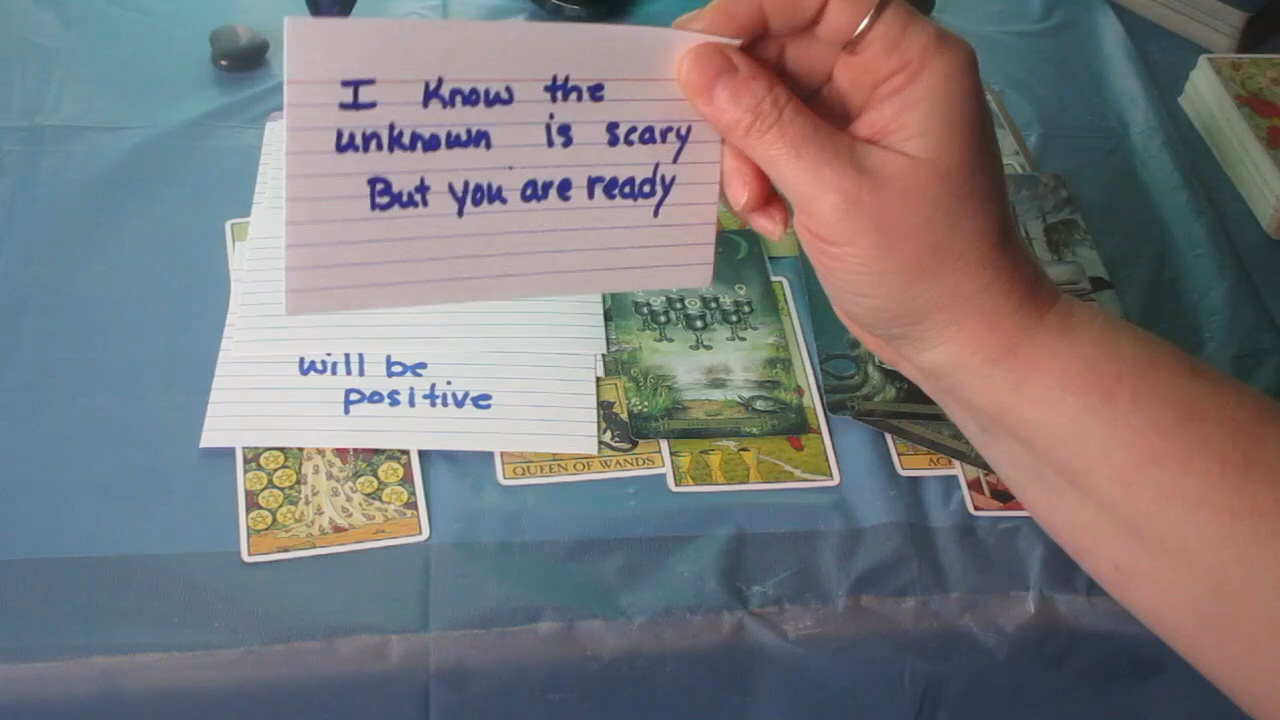 I Know the
unknown is scary
But you are ready
will be
positive
QUEEN OF WANDS